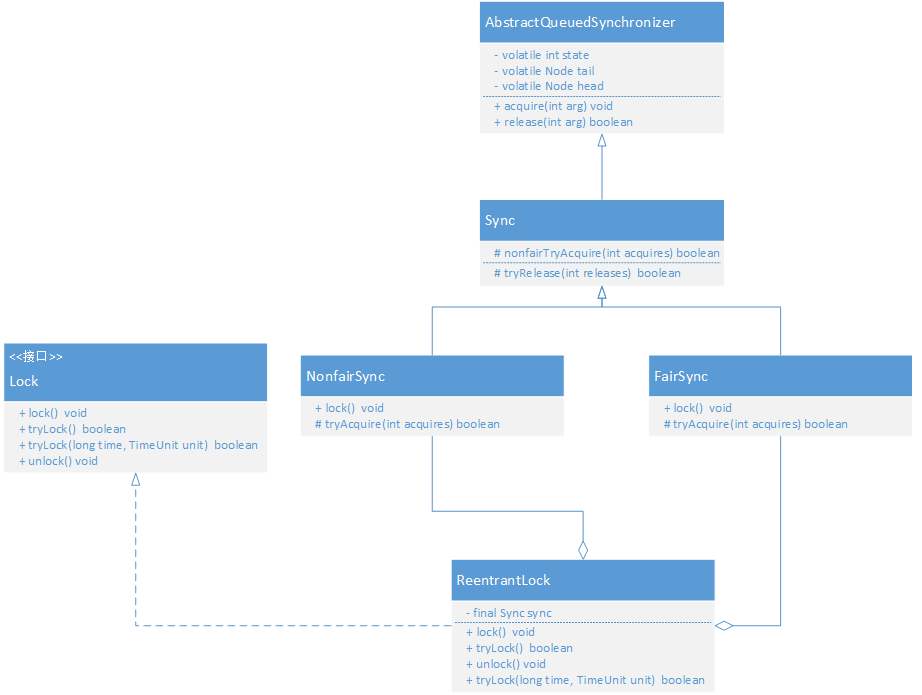 AbstractQueuedSynchronizer
- volatile int state
- volatile Node tail
- volatile Node head
+ acquire(int arg) void
+ release(int arg) boolean
Sync
# nonfairTryAcquire(int acquires) boolean
# tryRelease(int releases) boolean
<<接口>>
Lock
+ lock() void
+ tryLock() boolean
+ tryLock(long time, TimeUnit unit) boolean
+ unlock() void
NonfairSync
+ lock() void
# tryAcquire(int acquires) boolean
FairSync
+ lock() void
# tryAcquire(int acquires) boolean
ReentrantLock
- final Sync sync
+ lock() void
+ tryLock() boolean
+ unlock() void
+ tryLock(long time, TimeUnit unit) boolean